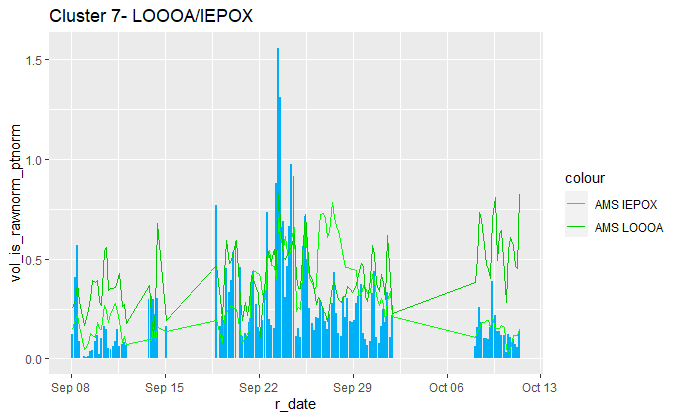 Cluster 7- LOOOA/IEPOX
vol_is_rawnorm_ptnorm
1.5
1.0
0.5
0.0
Sep 08
Sep 15
Sep 22
Sep 29
Oct 06
Oct 13
r_date
colour
AMS IEPOX
AMS LOOOA